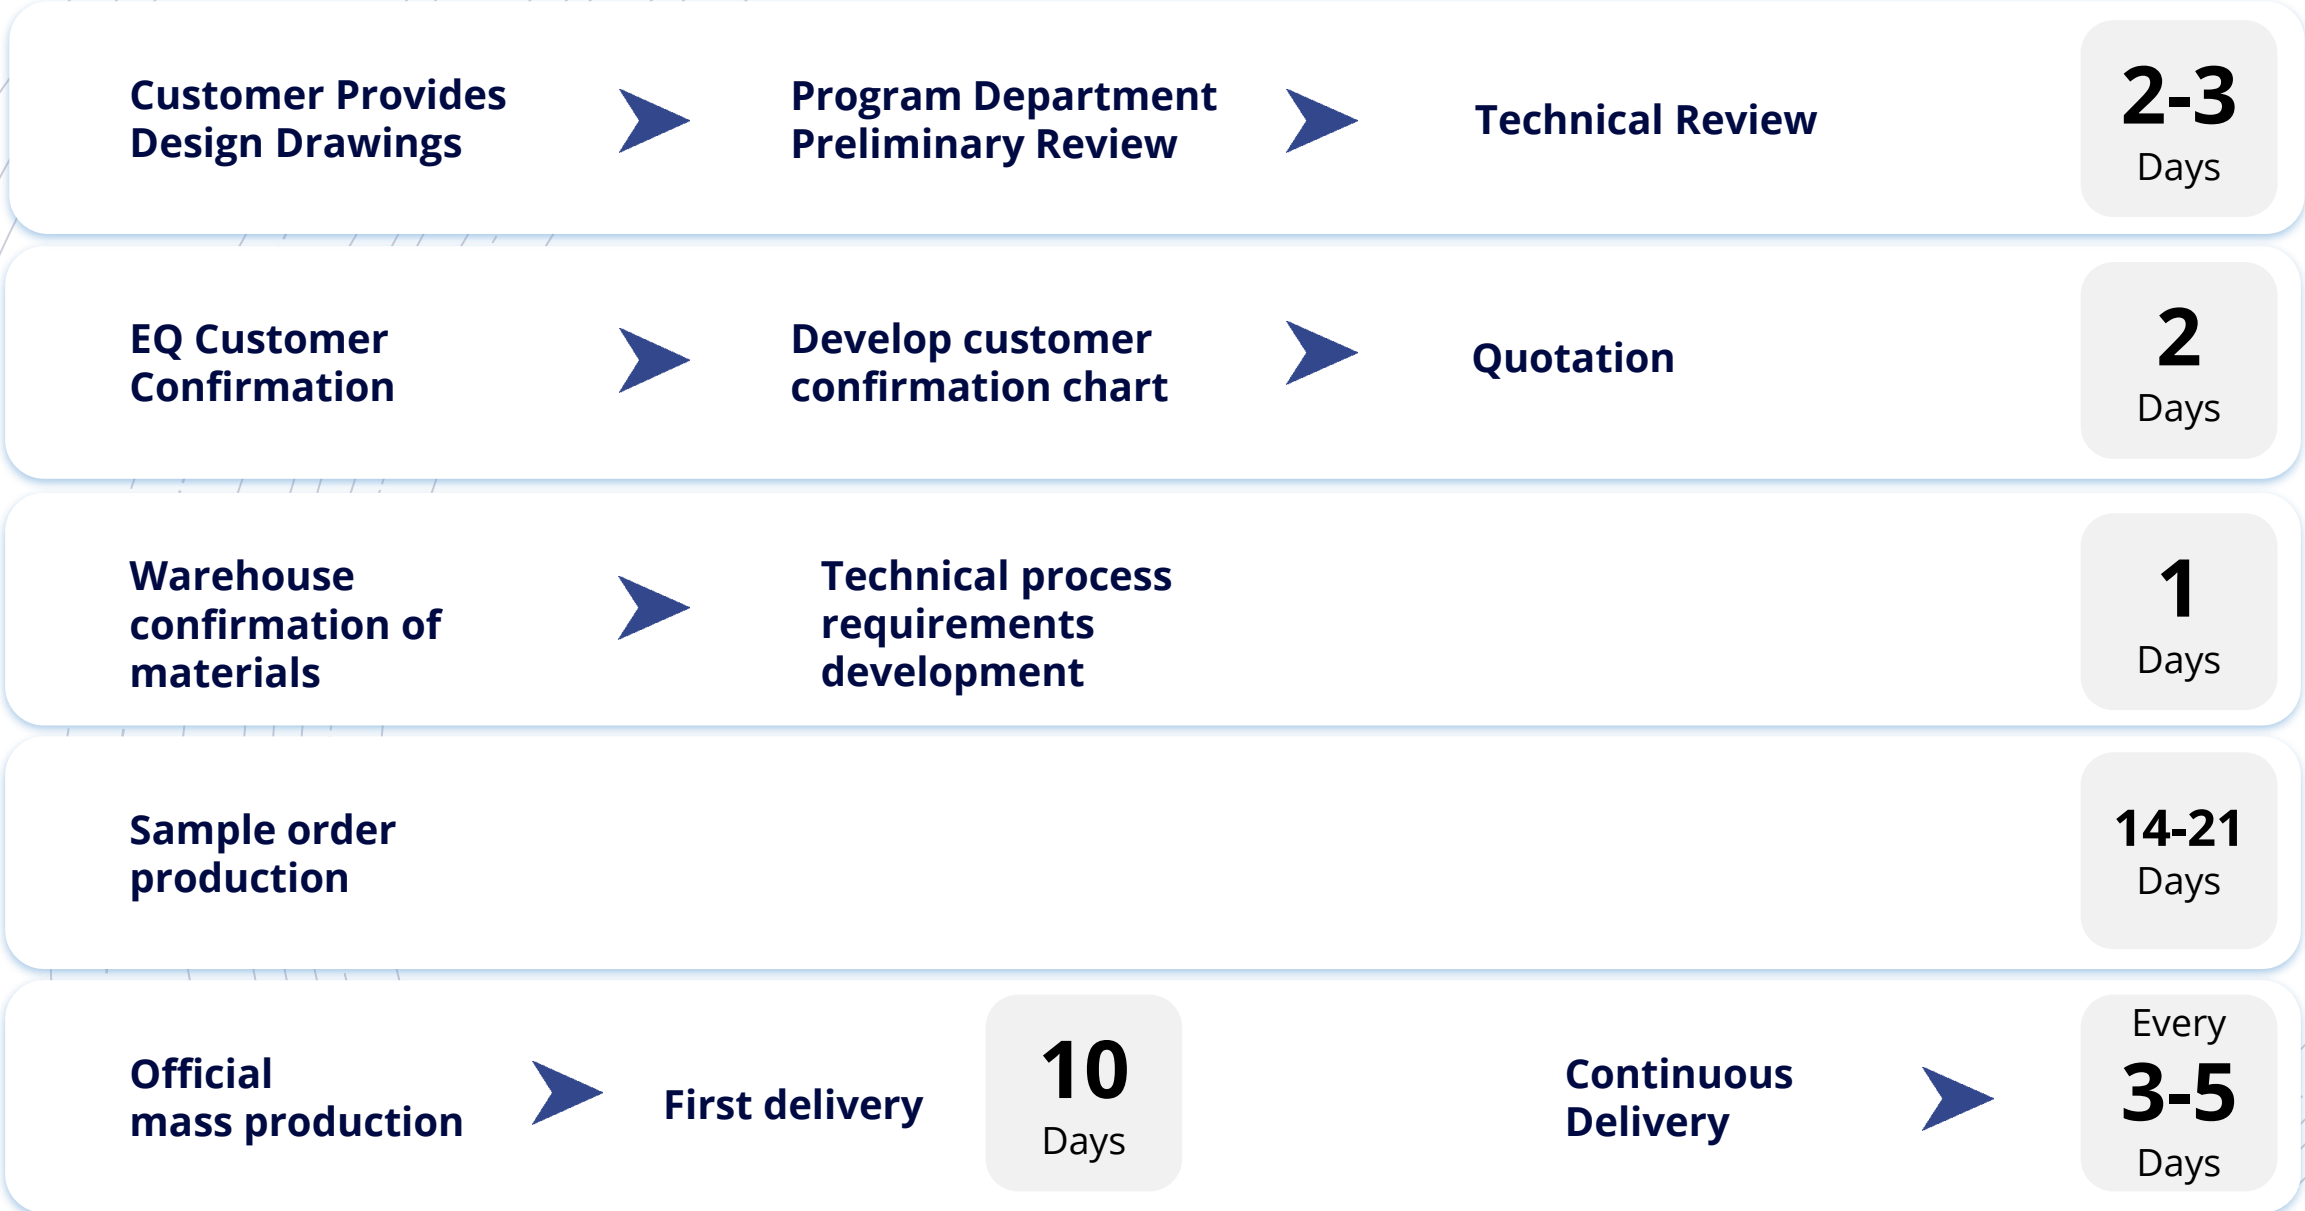 Customer Provides
Design Drawings
Program Department
Preliminary Review
Technical Review
2-3
Days
EQ Customer
Confirmation
Develop customer
confirmation chart
Quotation
2
Days
Warehouse
confirmation of
materials
Technical process
requirements
development
1
Days
Sample order
production
14-21
Days
Official
mass production
First delivery
10
Days
Continuous
Delivery
Every
3-5
Days